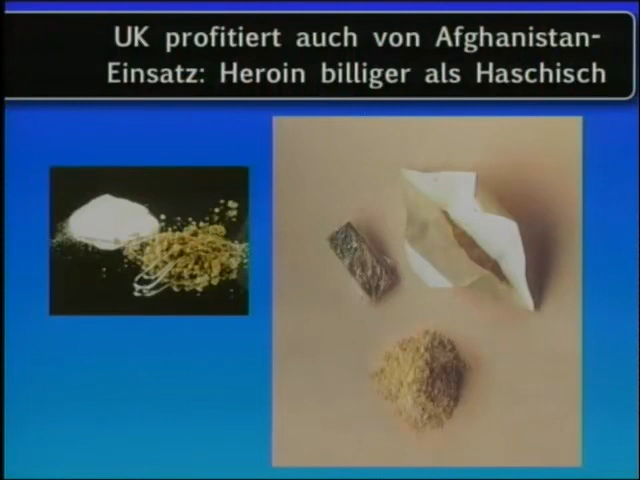 UK profitiert auch von Afghanistan-
Einsatz: Heroin billiger als Haschisch